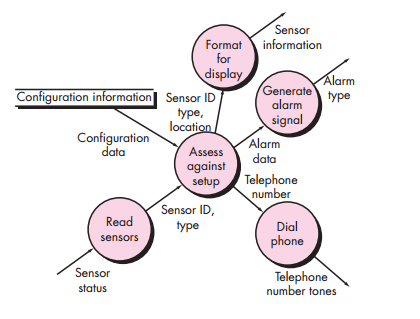 Format
for
display
Sensor
information
Generate
alarm
signal
Alarm
type
Configuration information
Sensor ID
type,
location
Configuration
data
Assess
against
setup
Alarm
data
Telephone
number
Read
sensors
Sensor ID,
type
Dial
phone
Sensor
status
Telephone
number tones